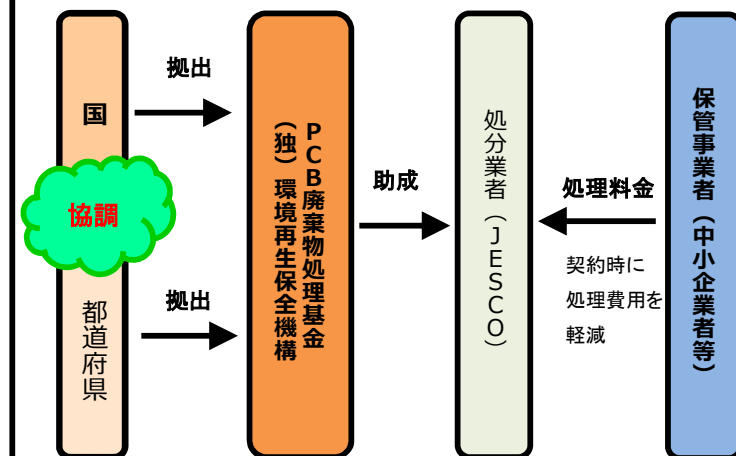 国
協調
都道府県
拠出
拠出
PCB廃棄物処理基金
（独）環境再生保全機構
助成
処分業者（JESCO）
処理料金
契約時に
処理費用を
軽減
保管事業者（中小企業者等）